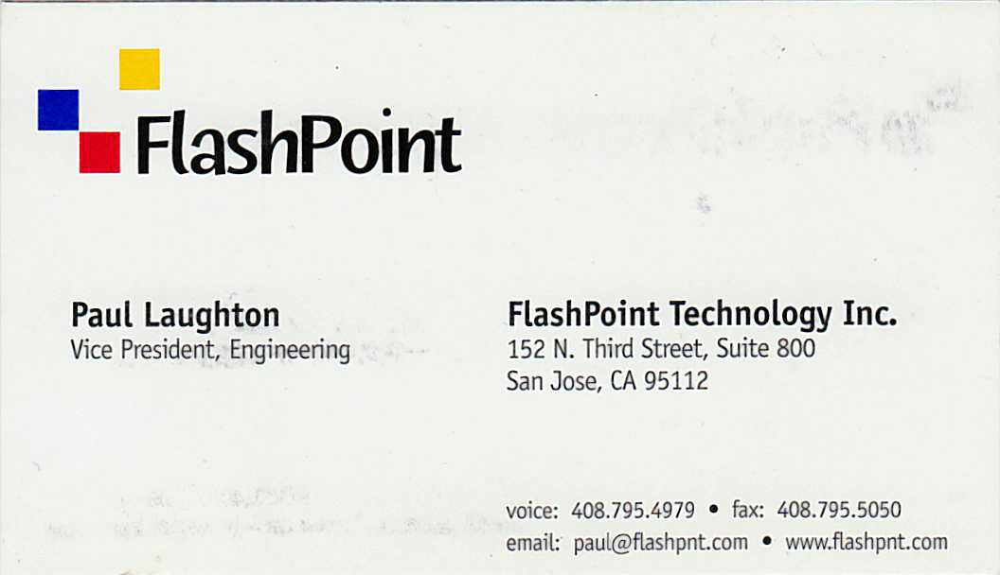 FlashPoint
Paul Laughton
Vice President, Engineering
FlashPoint Technology Inc.
152 N. Third Street, Suite 800
San Jose, CA 95112
voice: 408.795.4979 • fax: 408.795.5050
email: paul@flashpnt.com • www.flashpnt.com